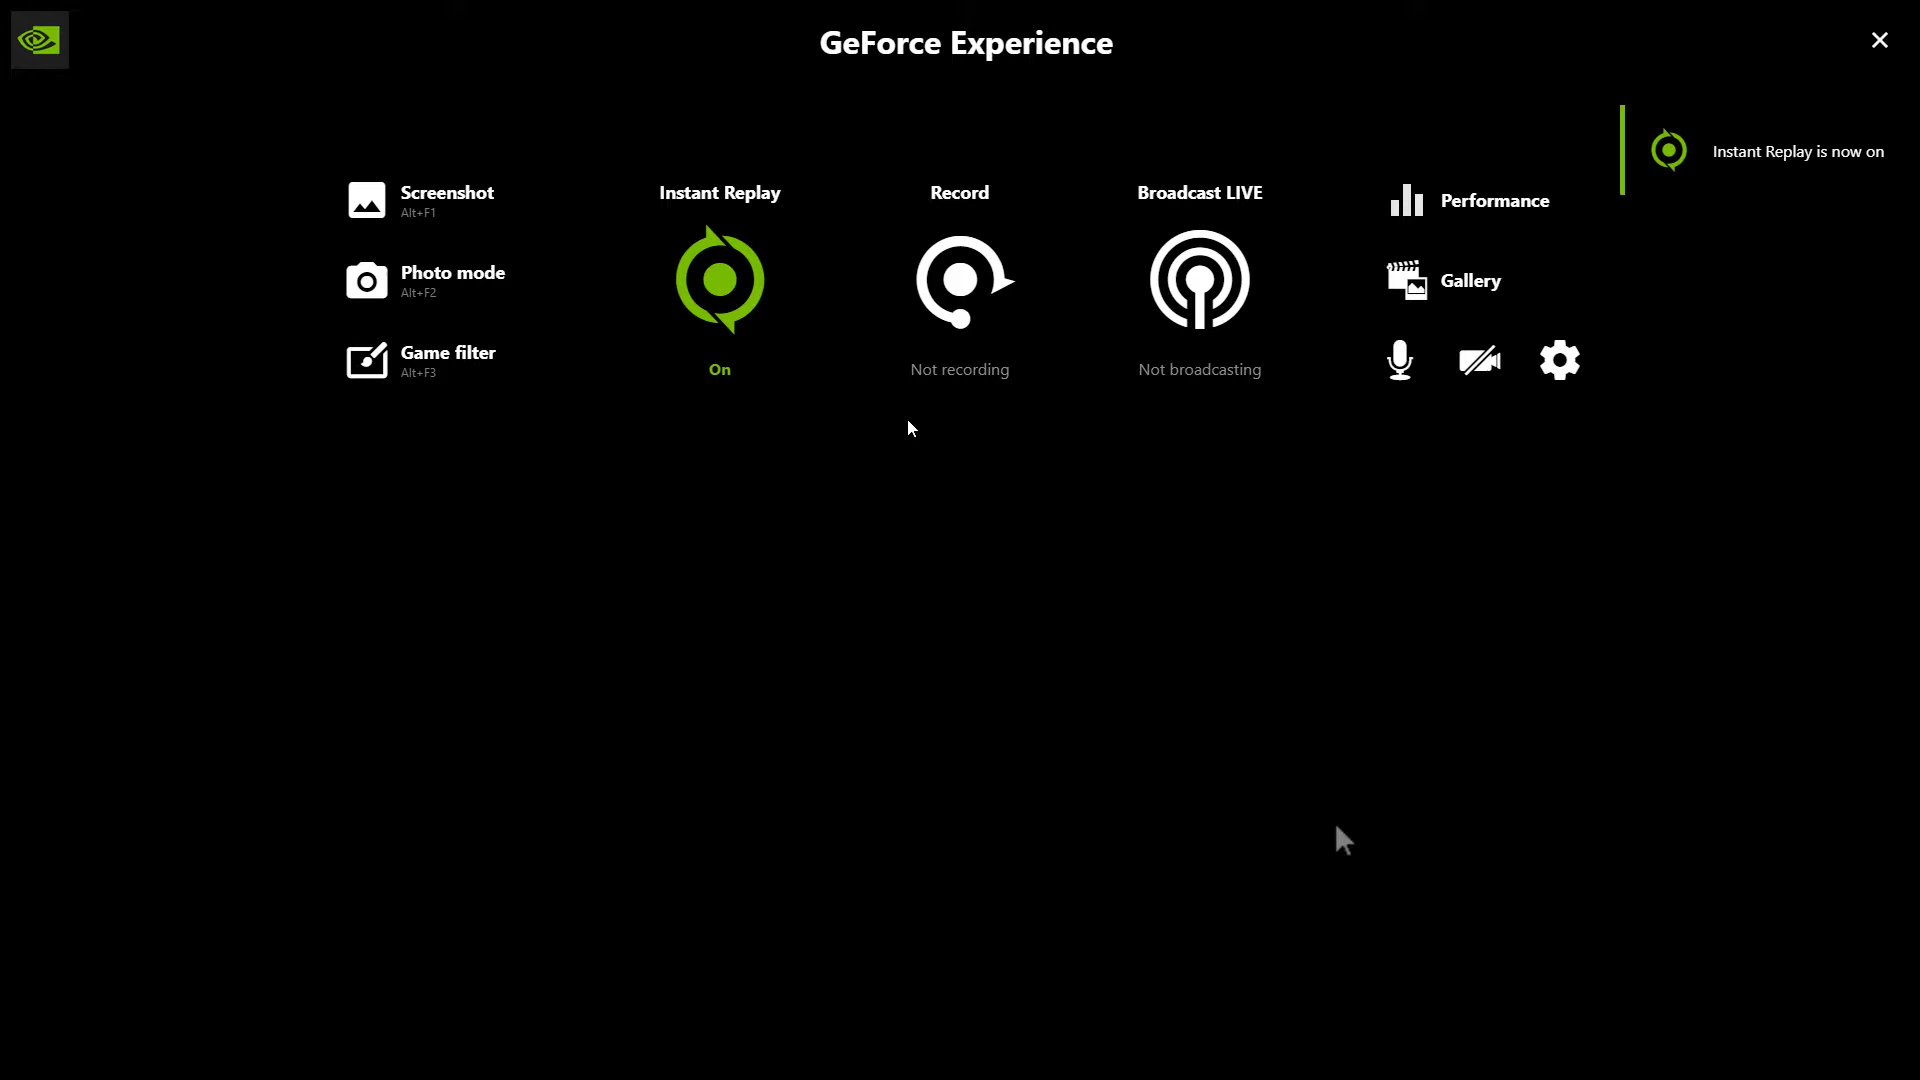 GeForce Experience
Instant Replay is now on
Screenshot
Alt+F1
Photo mode
Alt+F2
Game filter
Alt+F3
Instant Replay
On
Record
Not recording
Broadcast LIVE
Not broadcasting
Performance
Gallery